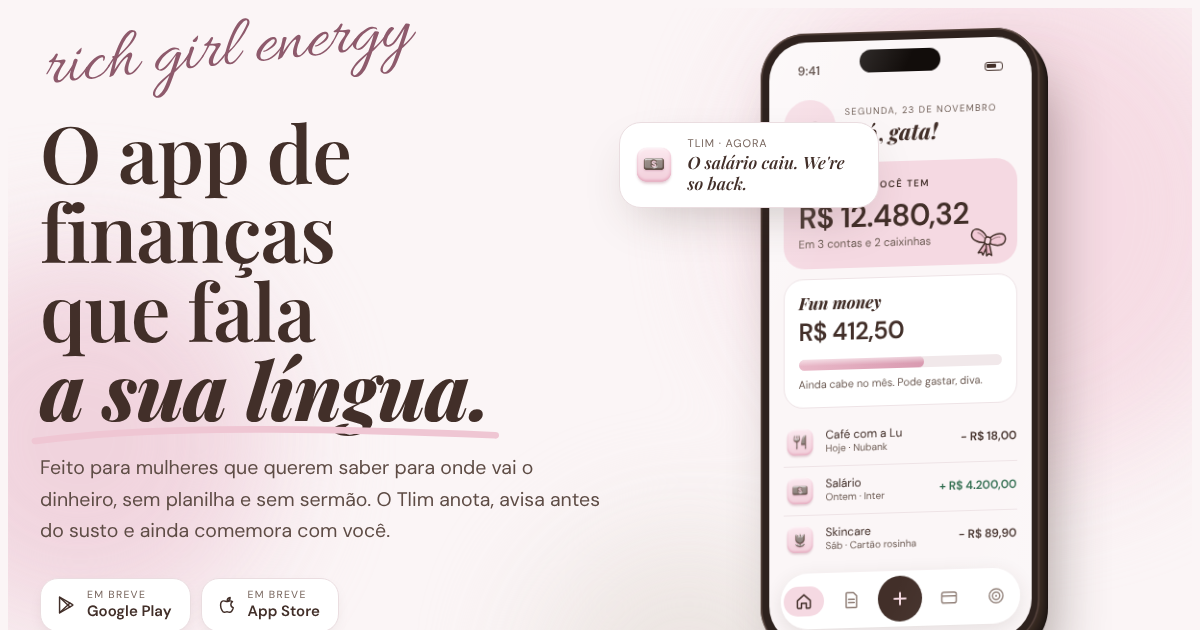 rich girl energy
O app de
finanças
que fala
a sua língua.
Feito para mulheres que querem saber para onde vai o
dinheiro, sem planilha e sem sermão. O Tlim anota, avisa antes
do susto e ainda comemora com você.
EM BREVE
Google Play
EM BREVE
App Store
TLIM · AGORA
O salário caiu. We're
so back.
9:41
SEGUNDA, 23 DE NOVEMBRO
, gata!
TEM
R$ 12.480,32
Em 3 contas e 2 caixinhas
Fun money
R$ 412,50
Ainda cabe no mês. Pode gastar, diva.
Café com a Lu
Hoje · Nubank
− R$ 18,00
Salário
Ontem · Inter
+ R$ 4.200,00
Skincare
Sáb · Cartão rosinha
− R$ 89,90